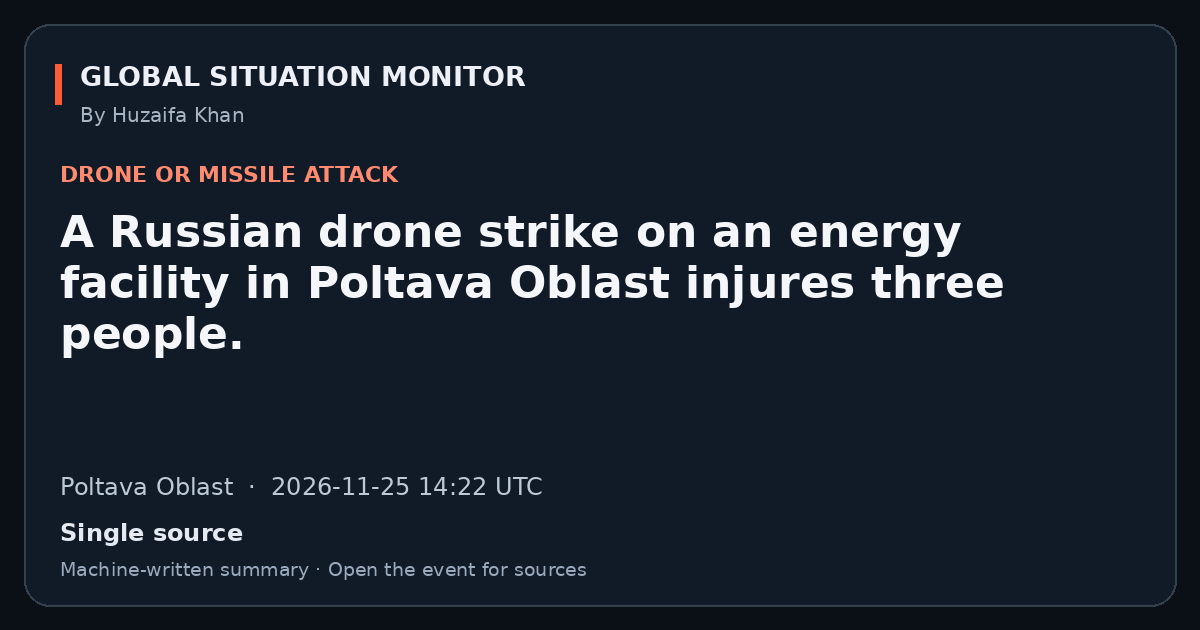 GLOBAL SITUATION MONITOR
By Huzaifa Khan
DRONE OR MISSILE ATTACK
A Russian drone strike on an energy
facility in Poltava Oblast injures three
people.
Poltava Oblast · 2026-11-25 14:22 UTC
Single source
Machine-written summary · Open the event for sources